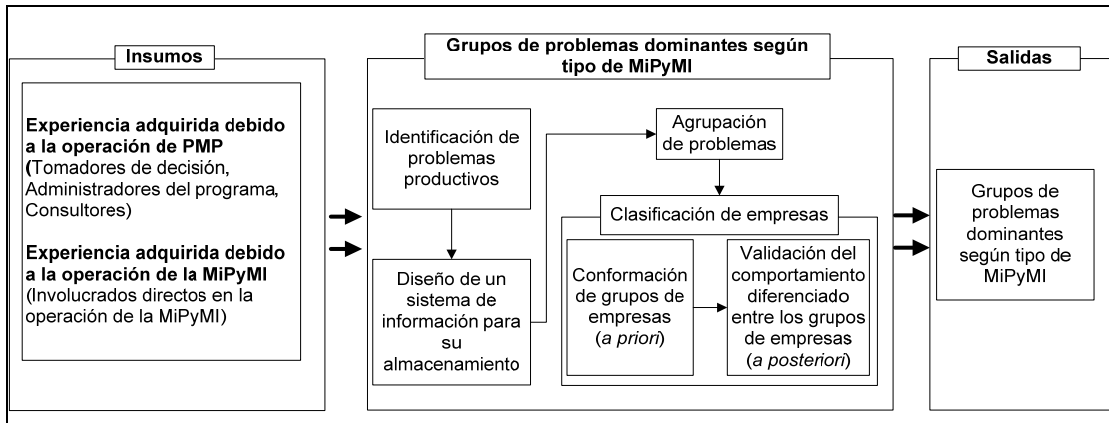 Insumos
Experiencia adquirida debido
a la operación de PMP
(Tomadores de decisión,
Administradores del programa,
Consultores)
Experiencia adquirida debido
a la operación de la MiPyMI
(Involucrados directos en la
operación de la MiPyMI)
Grupos de problemas dominantes según
tipo de MiPyMI
Identificación de
problemas
productivos
Diseño de un
sistema de
información para
su
almacenamiento
Agrupación
de problemas
Clasificación de empresas
Conformación
de grupos de
empresas
(a priori)
Validación del
comportamiento
diferenciado
entre los grupos
de empresas
(a posteriori)
Salidas
Grupos de
problemas
dominantes
según tipo de
MiPyMI